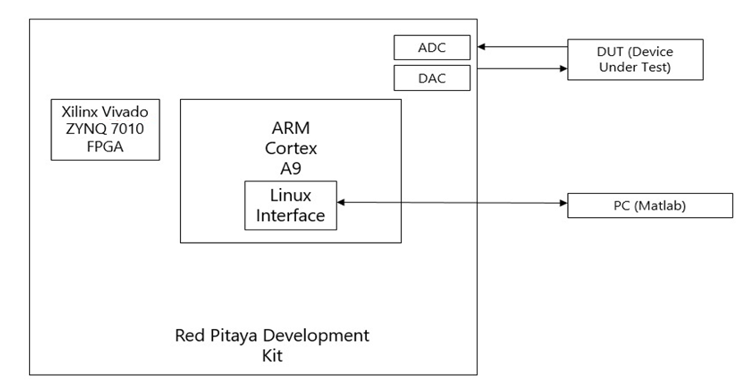 ADC
DAC
DUT (Device
Under Test)
Xilinx Vivado
ZYNQ 7010
FPGA
ARM
Cortex
A9
Linux
Interface
PC (Matlab)
Red Pitaya Development
Kit